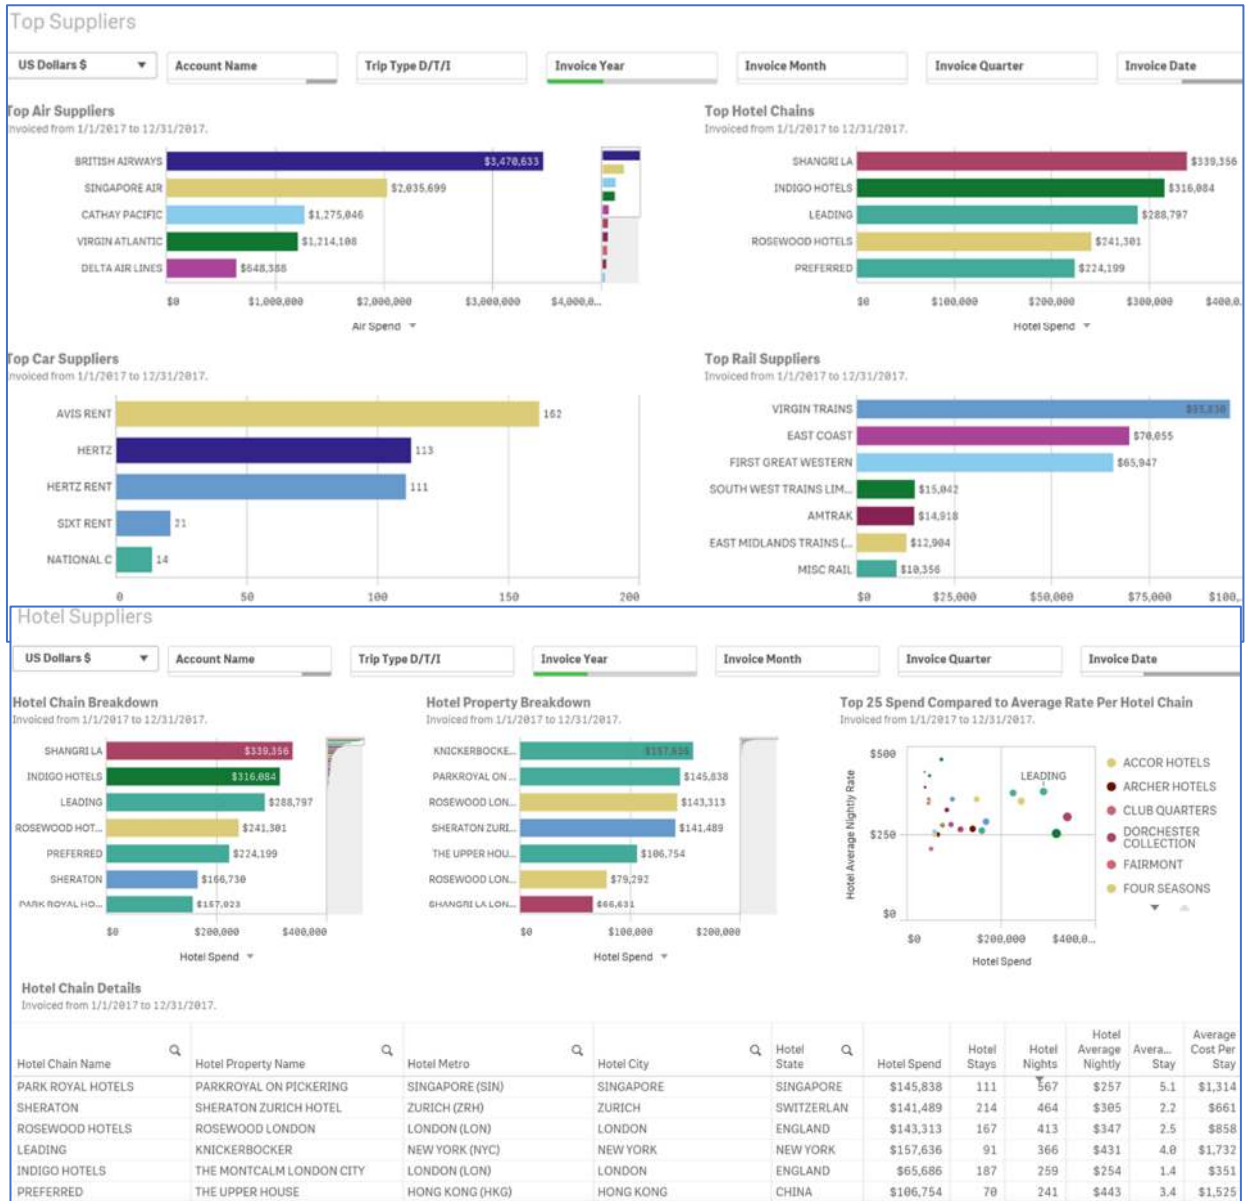 Top Suppliers
US Dollars $ Account Name Trip Type D/T/I Invoice Year Invoice Month Invoice Quarter Invoice Date
Top Air Suppliers
Invoiced from 1/1/2017 to 12/31/2017.
BRITISH AIRWAYS $3,470,633
SINGAPORE AIR $2,035,699
CATHAY PACIFIC $1,275,046
VIRGIN ATLANTIC $1,214,108
DELTA AIR LINES
$0 $1,000,000 $2,000,000 $3,000,000 $4,000,0...
Air Spend
Top Hotel Chains
Invoiced from 1/1/2017 to 12/31/2017.
SHANGRI LA $339,356
INDIGO HOTELS $316,084
LEADING $288,797
ROSEWOOD HOTELS $241,301
PREFERRED $224,199
$0 $100,000 $200,000 $300,000 $400,0.
Hotel Spend
Top Car Suppliers
Invoiced from 1/1/2017 to 12/31/2017.
AVIS RENT 162
HERTZ 113
HERTZ RENT 111
SIXT RENT 21
NATIONAL C 14
0 50 100 150 200
Top Rail Suppliers
Invoiced from 1/1/2017 to 12/31/2017.
VIRGIN TRAINS
EAST COAST $70,055
FIRST GREAT WESTERN $65,947
SOUTH WEST TRAINS LIM... $15,042
AMTRAK $14,918
EAST MIDLANDS TRAINS (... $12,904
MISC RAIL $10,356
$0 $25,000 $50,000 $75,000 $100,...
Hotel Suppliers
US Dollars $ Account Name Trip Type D/T/I Invoice Year Invoice Month Invoice Quarter Invoice Date
Hotel Chain Breakdown
Invoiced from 1/1/2017 to 12/31/2017.
SHANGRI LA $339,356
INDIGO HOTELS $316,084
LEADING $288,797
ROSEWOOD HOT... $241,301
PREFERRED $224,199
SHERATON $166,730
PARK ROYAL HO... $157,023
$0 $200,000 $400,000
Hotel Spend
Hotel Property Breakdown
Invoiced from 1/1/2017 to 12/31/2017.
KNICKERBOCKE... $157,636
PARKROYAL ON ... $145,838
ROSEWOOD LON... $143,313
SHERATON ZURI... $141,489
THE UPPER HOU... $106,754
ROSEWOOD LON... $79,292
SHANGRI LA LON... $66,631
$0 $100,000 $200,000
Hotel Spend
Top 25 Spend Compared to Average Rate Per Hotel Chain
Invoiced from 1/1/2017 to 12/31/2017.
Hotel Average Nightly Rate
$500
$250
$0
LEADING
$0 $200,000 $400,0...
Hotel Spend
ACCOR HOTELS
ARCHER HOTELS
CLUB QUARTERS
DORCHESTER
COLLECTION
FAIRMONT
FOUR SEASONS
Hotel Chain Details
Invoiced from 1/1/2017 to 12/31/2017.
Hotel Chain Name Hotel Property Name Hotel Metro Hotel City Hotel State Hotel Spend Hotel Stays Hotel Nights Hotel Average Nightly Avera... Stay Average Cost Per Stay
PARK ROYAL HOTELS PARKROYAL ON PICKERING SINGAPORE (SIN) SINGAPORE SINGAPORE $145,838 111 567 $257 5.1 $1,314
SHERATON SHERATON ZURICH HOTEL ZURICH (ZRH) ZURICH SWITZERLAN $141,489 214 464 $305 2.2 $661
ROSEWOOD HOTELS ROSEWOOD LONDON LONDON (LON) LONDON ENGLAND $143,313 167 413 $347 2.5 $858
LEADING KNICKERBOCKER NEW YORK (NYC) NEW YORK NEW YORK $157,636 91 366 $431 4.0 $1,732
INDIGO HOTELS THE MONTCALM LONDON CITY LONDON (LON) LONDON ENGLAND $65,686 187 259 $254 1.4 $351
PREFERRED THE UPPER HOUSE HONG KONG (HKG) HONG KONG CHINA $106,754 70 241 $443 3.4 $1,525